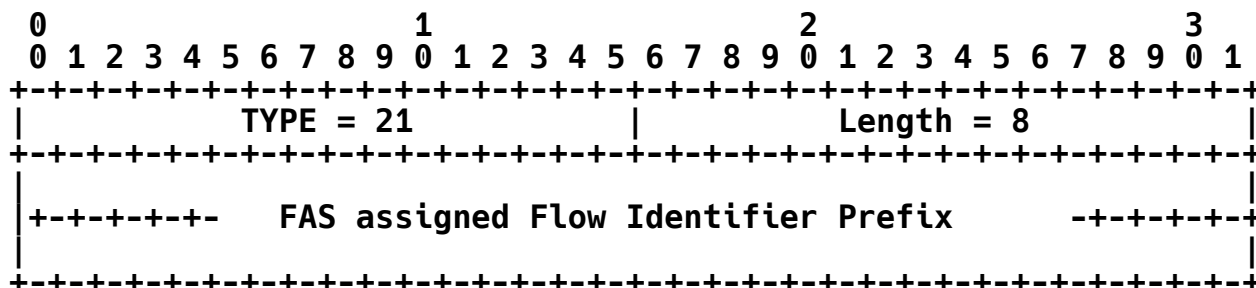 0                   1                   2                   3
 0 1 2 3 4 5 6 7 8 9 0 1 2 3 4 5 6 7 8 9 0 1 2 3 4 5 6 7 8 9 0 1
+-+-+-+-+-+-+-+-+-+-+-+-+-+-+-+-+-+-+-+-+-+-+-+-+-+-+-+-+-+-+-+-+
|           TYPE = 21           |          Length = 8           |
+-+-+-+-+-+-+-+-+-+-+-+-+-+-+-+-+-+-+-+-+-+-+-+-+-+-+-+-+-+-+-+-+
|                                                               |
|+-+-+-+-+-   FAS assigned Flow Identifier Prefix      -+-+-+-+-+
|                                                               |
+-+-+-+-+-+-+-+-+-+-+-+-+-+-+-+-+-+-+-+-+-+-+-+-+-+-+-+-+-+-+-+-+